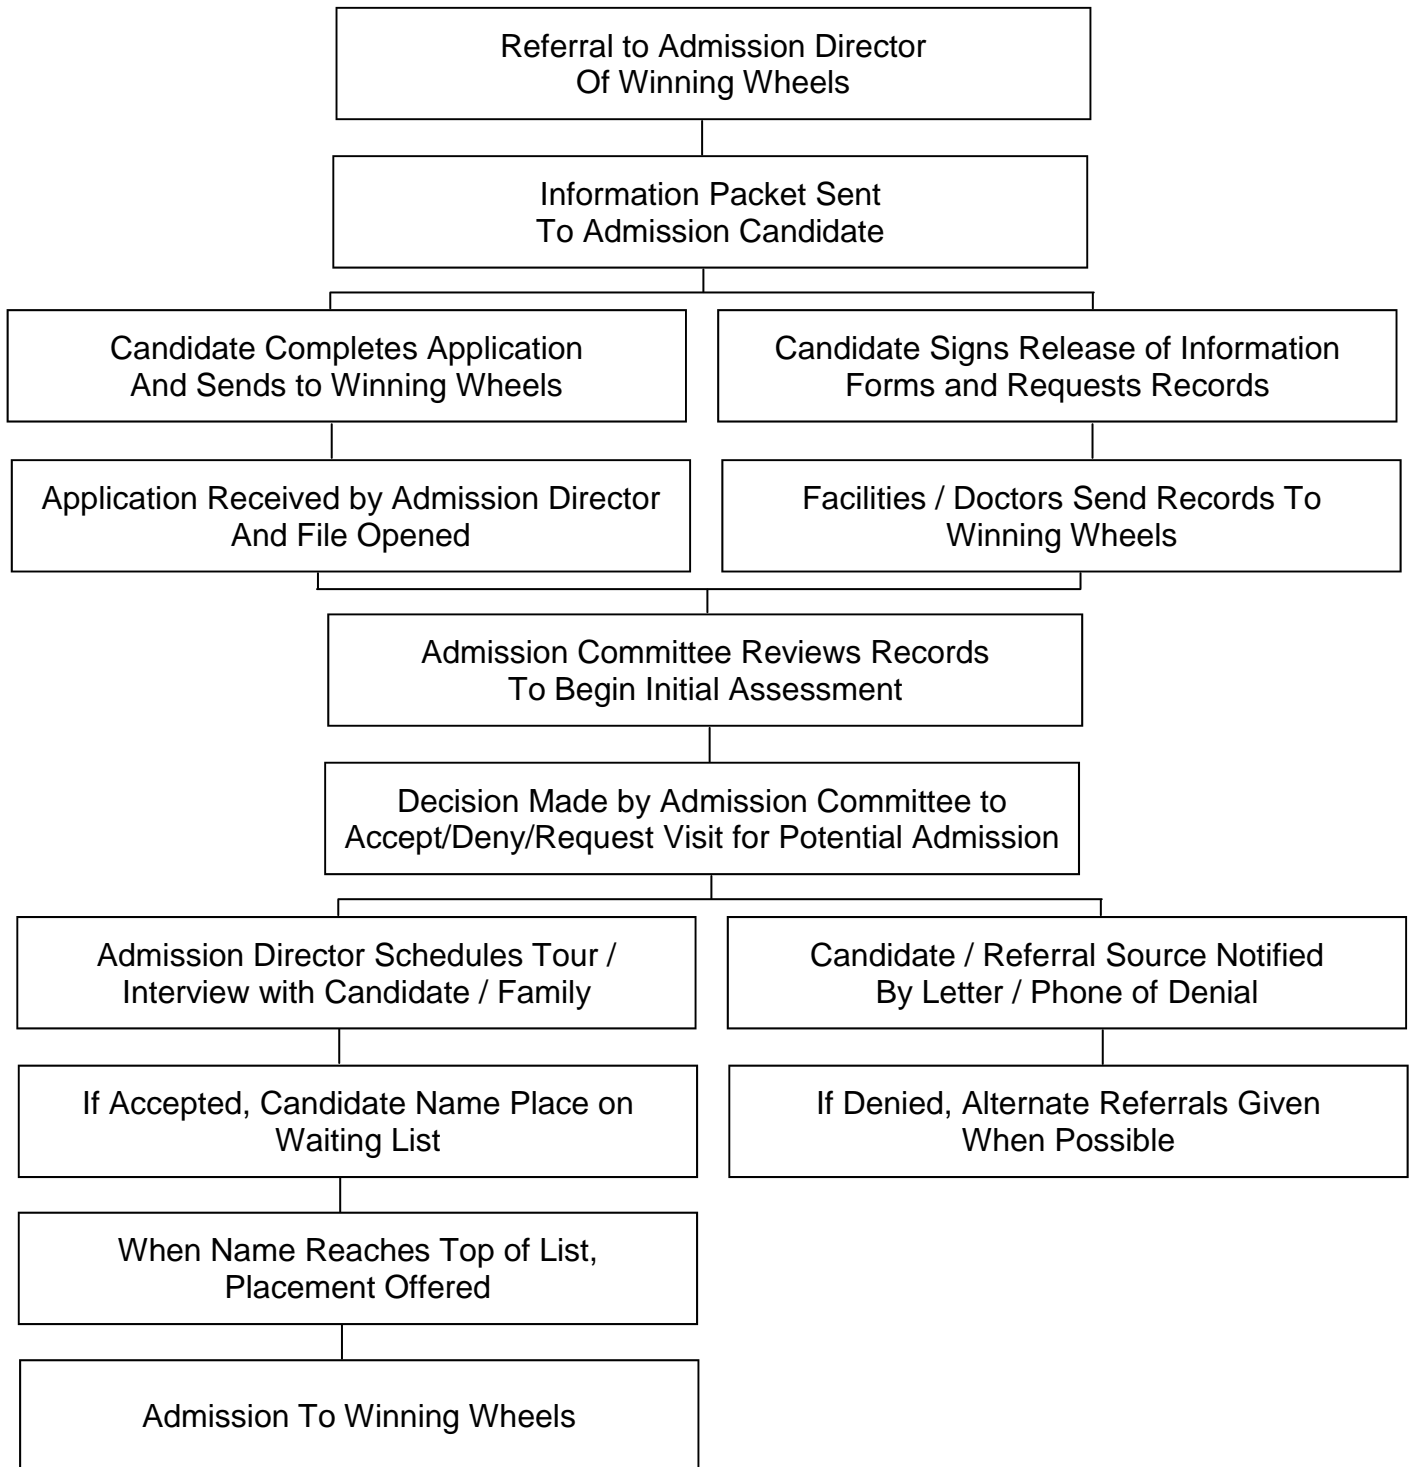 Referral to Admission Director
Of Winning Wheels
Information Packet Sent
To Admission Candidate
Candidate Completes Application
And Sends to Winning Wheels
Candidate Signs Release of Information
Forms and Requests Records
Application Received by Admission Director
And File Opened
Facilities / Doctors Send Records To
Winning Wheels
Admission Committee Reviews Records
To Begin Initial Assessment
Decision Made by Admission Committee to
Accept/Deny/Request Visit for Potential Admission
Admission Director Schedules Tour /
Interview with Candidate / Family
Candidate / Referral Source Notified
By Letter / Phone of Denial
If Accepted, Candidate Name Place on
Waiting List
If Denied, Alternate Referrals Given
When Possible
When Name Reaches Top of List,
Placement Offered
Admission To Winning Wheels